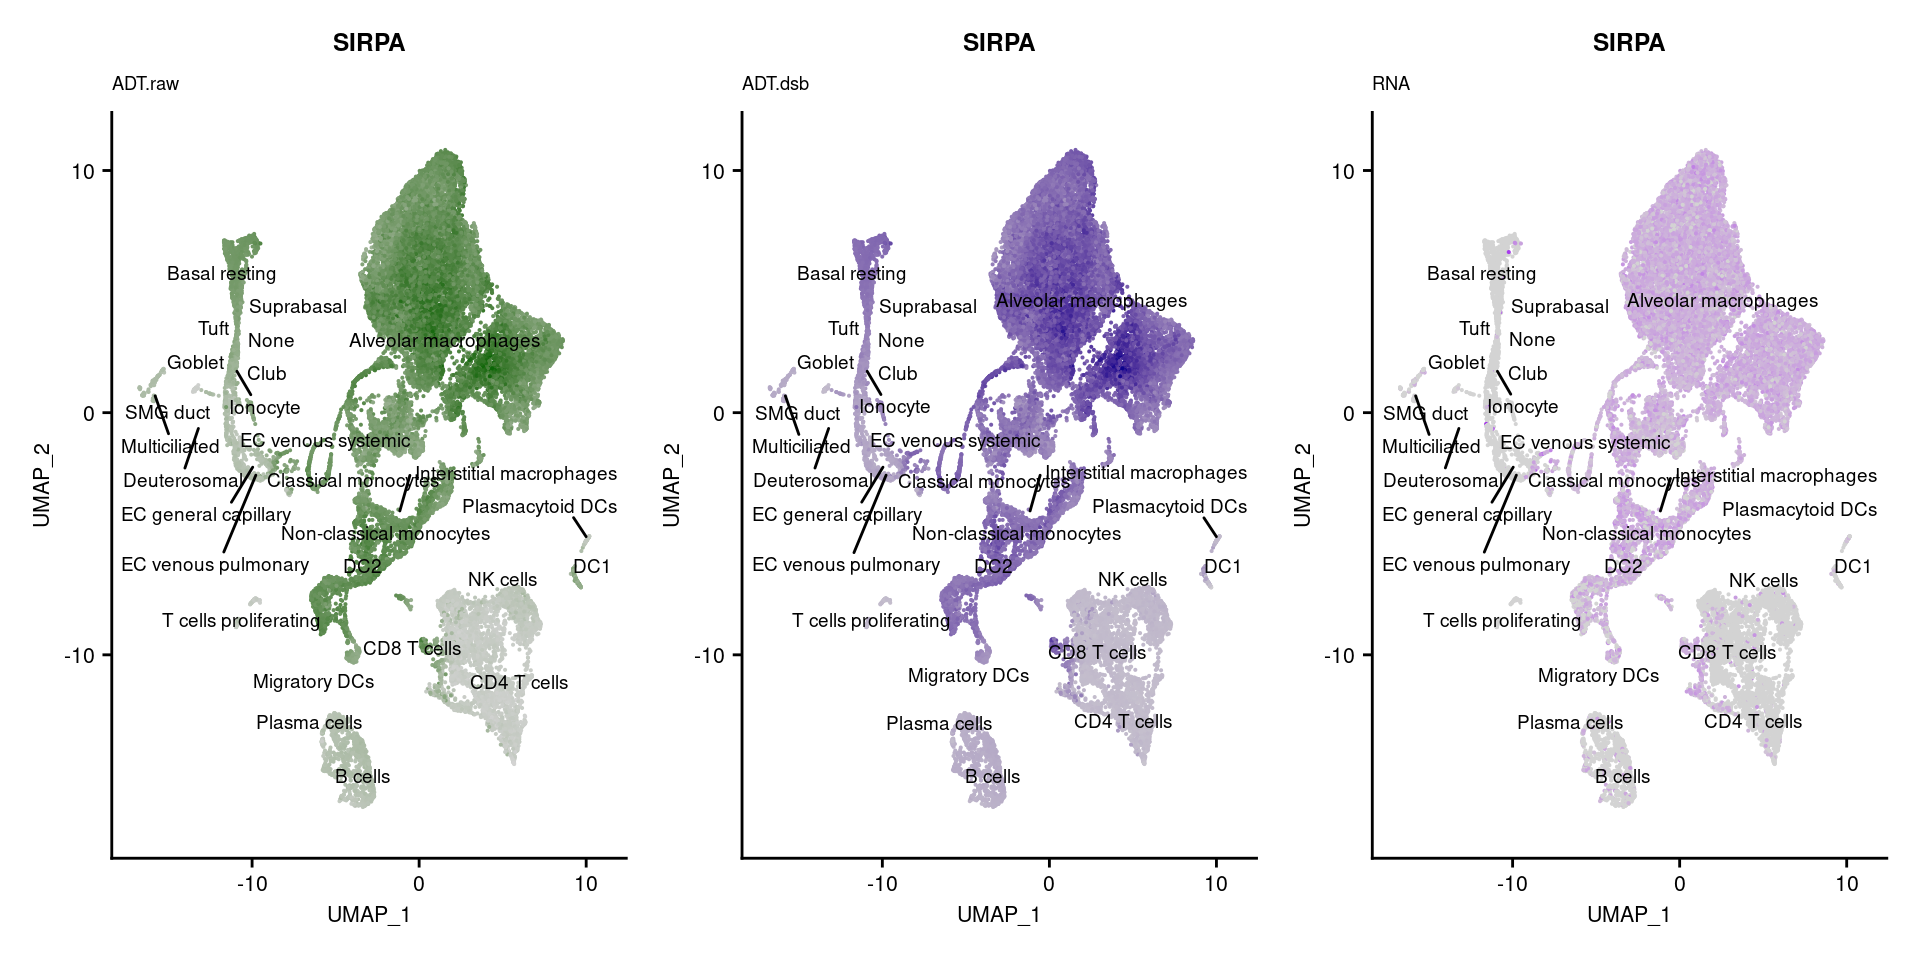 SIRPA
ADT.raw
10
0
-10
UMAP_2
Basal resting
Suprabasal
Tuft
None
Alveolar macrophages
Goblet
Club
SMG duct
Ionocyte
Multiciliated
EC venous systemic
Deuterosomal
Classical monocytes
Interstitial macrophages
EC general capillary
Plasmacytoid DCs
Non-classical monocytes
EC venous pulmonary
DC2
DC1
NK cells
T cells proliferating
CD8 T cells
Migratory DCs
CD4 T cells
Plasma cells
B cells
-10
0
10
UMAP_1
SIRPA
ADT.dsb
10
0
-10
UMAP_2
Basal resting
Alveolar macrophages
Suprabasal
Tuft
None
Goblet
Club
SMG duct
Ionocyte
Multiciliated
EC venous systemic
Deuterosomal
Classical monocytes
Interstitial macrophages
EC general capillary
Plasmacytoid DCs
Non-classical monocytes
EC venous pulmonary
DC2
DC1
NK cells
T cells proliferating
CD8 T cells
Migratory DCs
CD4 T cells
Plasma cells
B cells
-10
0
10
UMAP_1
SIRPA
RNA
10
0
-10
UMAP_2
Basal resting
Alveolar macrophages
Suprabasal
Tuft
None
Goblet
Club
SMG duct
Ionocyte
Multiciliated
EC venous systemic
Deuterosomal
Classical monocytes
Interstitial macrophages
EC general capillary
Plasmacytoid DCs
Non-classical monocytes
EC venous pulmonary
DC2
DC1
NK cells
T cells proliferating
CD8 T cells
Migratory DCs
CD4 T cells
Plasma cells
B cells
-10
0
10
UMAP_1